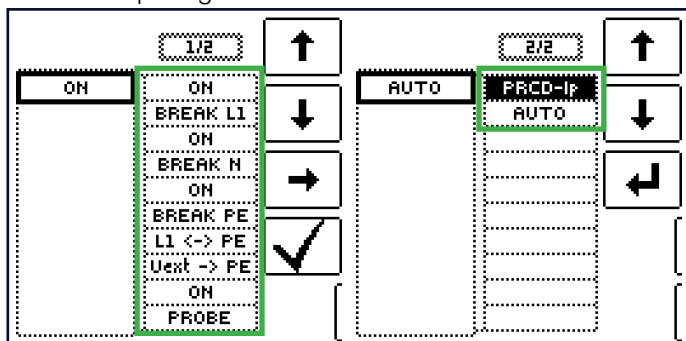 1/2
ON
ON
BREAK L1
ON
BREAK N
ON
BREAK PE
L1 <-> PE
Uext -> PE
ON
PROBE
2/2
AUTO
PRCD-Ip
AUTO